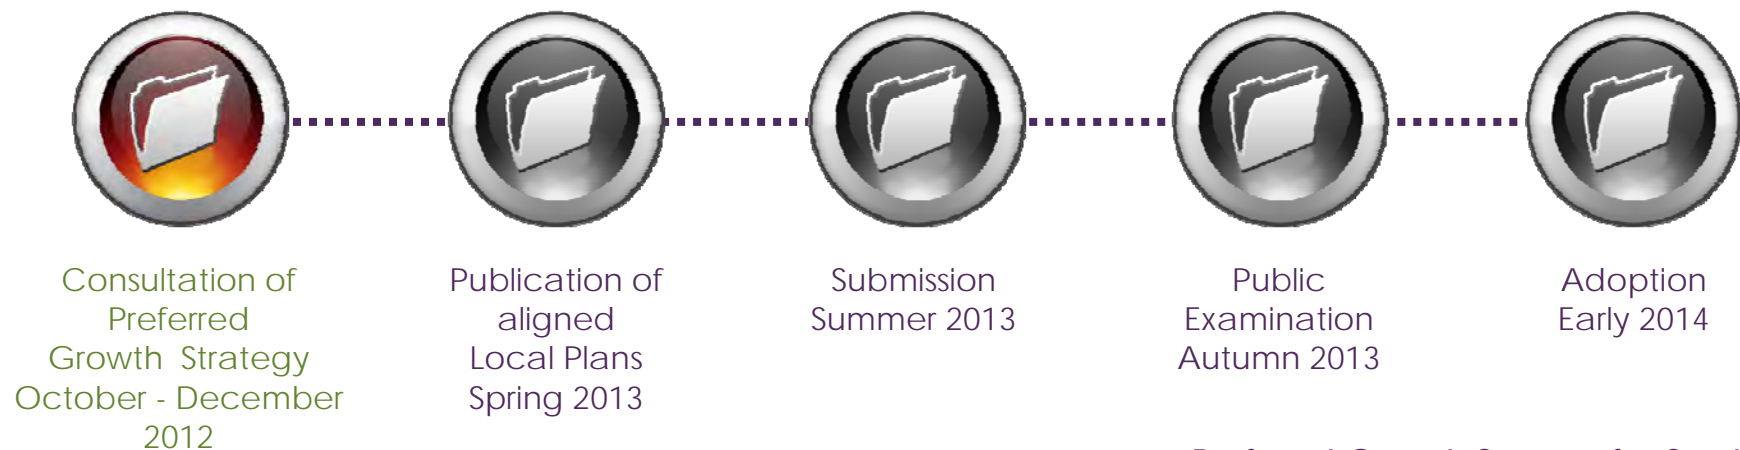 Consultation of
Preferred
Growth Strategy
October - December
2012
Publication of
aligned
Local Plans
Spring 2013
Submission
Summer 2013
Public
Examination
Autumn 2013
Adoption
Early 2014